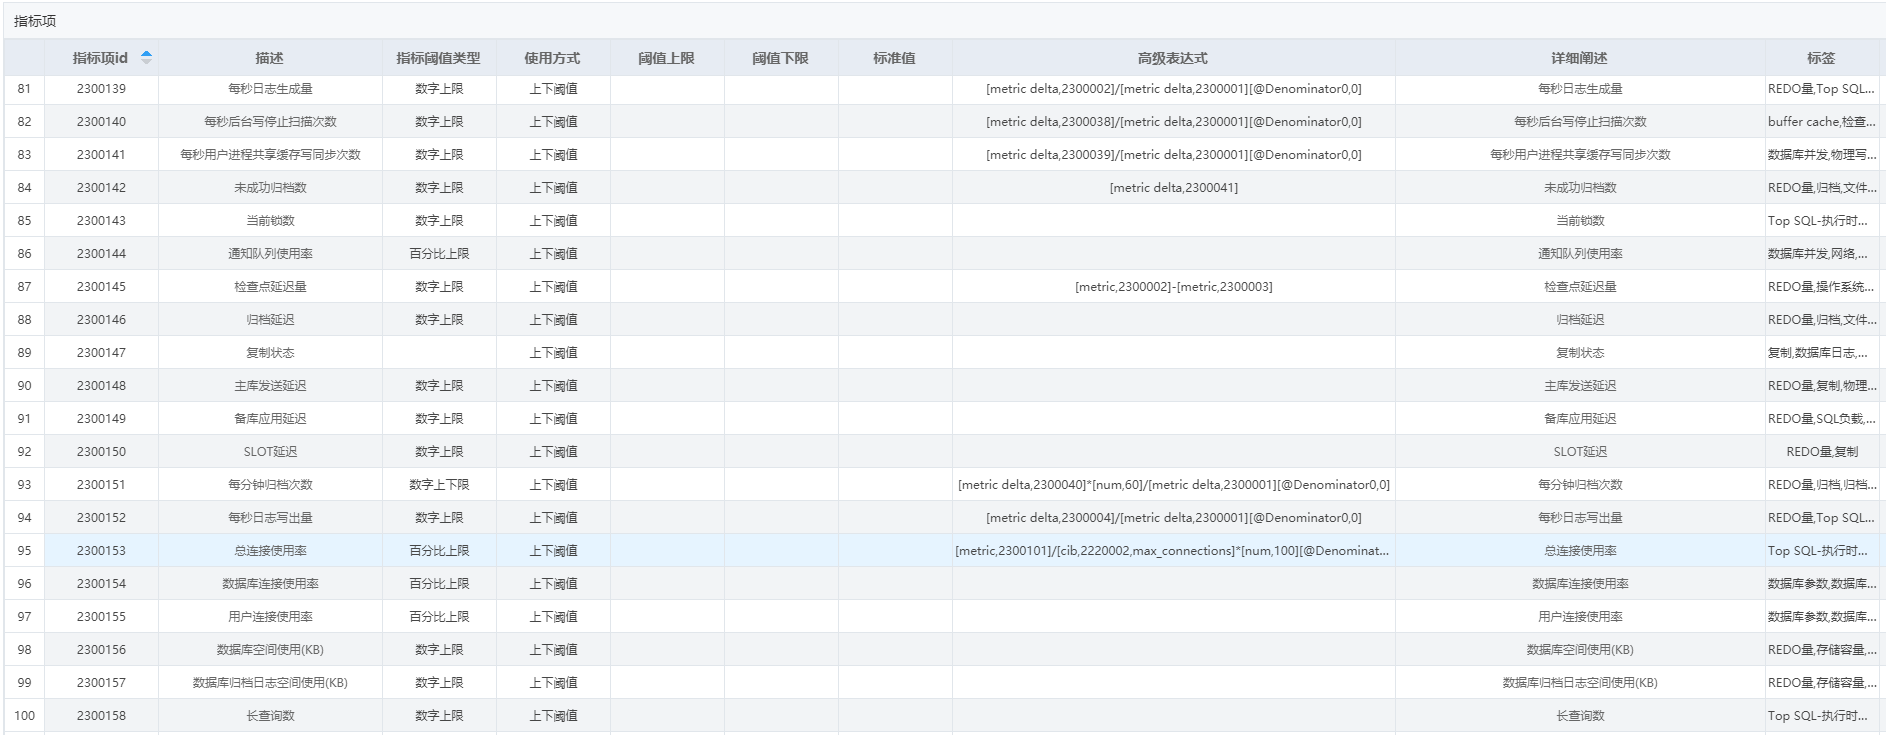 指标项
指标项id 描述 指标阈值类型 使用方式 阈值上限 阈值下限 标准值 高级表达式 详细阐述 标签
81 2300139 每秒日志生成量 数字上限 上下阈值 [metric delta,2300002]/[metric delta,2300001][@Denominator0,0] 每秒日志生成量 REDO量,Top SQL...
82 2300140 每秒后台写停止扫描次数 数字上限 上下阈值 [metric delta,2300038]/[metric delta,2300001][@Denominator0,0] 每秒后台写停止扫描次数 buffer cache,检查...
83 2300141 每秒用户进程共享缓存写同步次数 数字上限 上下阈值 [metric delta,2300039]/[metric delta,2300001][@Denominator0,0] 每秒用户进程共享缓存写同步次数 数据库并发,物理写...
84 2300142 未成功归档数 数字上限 上下阈值 [metric delta,2300041] 未成功归档数 REDO量,归档,文件...
85 2300143 当前锁数 数字上限 上下阈值 当前锁数 Top SQL-执行时...
86 2300144 通知队列使用率 百分比上限 上下阈值 通知队列使用率 数据库并发,网络,...
87 2300145 检查点延迟量 数字上限 上下阈值 [metric,2300002]-[metric,2300003] 检查点延迟量 REDO量,操作系统...
88 2300146 归档延迟 数字上限 上下阈值 归档延迟 REDO量,归档,文件...
89 2300147 复制状态 上下阈值 复制状态 复制,数据库日志,...
90 2300148 主库发送延迟 数字上限 上下阈值 主库发送延迟 REDO量,复制,物理...
91 2300149 备库应用延迟 数字上限 上下阈值 备库应用延迟 REDO量,SQL负载,...
92 2300150 SLOT延迟 数字上限 上下阈值 SLOT延迟 REDO量,复制
93 2300151 每分钟归档次数 数字上下限 上下阈值 [metric delta,2300040]*[num,60]/[metric delta,2300001][@Denominator0,0] 每分钟归档次数 REDO量,归档,归档...
94 2300152 每秒日志写出量 数字上限 上下阈值 [metric delta,2300004]/[metric delta,2300001][@Denominator0,0] 每秒日志写出量 REDO量,Top SQL...
95 2300153 总连接使用率 百分比上限 上下阈值 [metric,2300101]/[cib,2220002,max_connections]*[num,100][@Denominat... 总连接使用率 Top SQL-执行时...
96 2300154 数据库连接使用率 百分比上限 上下阈值 数据库连接使用率 数据库参数,数据库...
97 2300155 用户连接使用率 百分比上限 上下阈值 用户连接使用率 数据库参数,数据库...
98 2300156 数据库空间使用(KB) 数字上限 上下阈值 数据库空间使用(KB) REDO量,存储容量,...
99 2300157 数据库归档日志空间使用(KB) 数字上限 上下阈值 数据库归档日志空间使用(KB) REDO量,存储容量,...
100 2300158 长查询数 数字上限 上下阈值 长查询数 Top SQL-执行时...